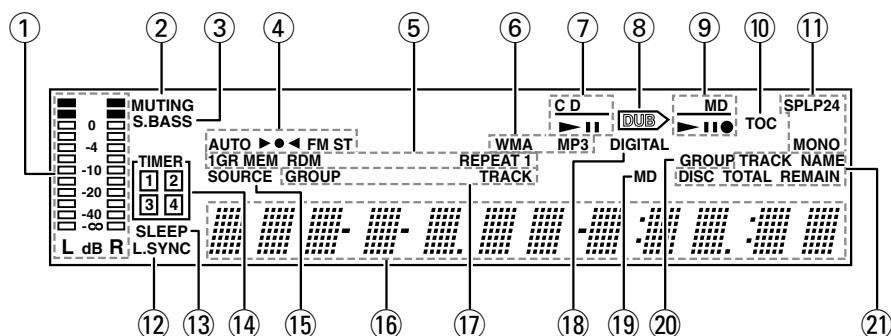 ① ② ③ ④ ⑤ ⑥ ⑦ ⑧ ⑨ ⑩ ⑪
MUTING
S.BASS
CD
DUB
MD
TOC
SPLP24
0
AUTO ►●◄ FM ST
WMA
MP3
DIGITAL
MONO
-4
1GR MEM RDM
REPEAT 1
GROUP TRACK NAME
TIMER
SOURCE
GROUP
TRACK
MD
DISC TOTAL REMAIN
-10
1 2
-20
3 4
-40
SLEEP
-∞
L dB R
L.SYNC
⑫ ⑬ ⑭ ⑮ ⑯ ⑰ ⑱ ⑲ ⑳ ㉑